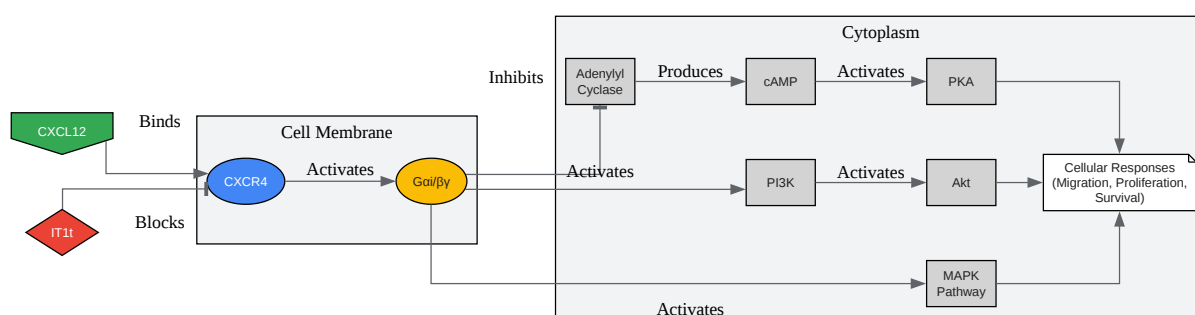 Cytoplasm
Inhibits
Adenylyl
Cyclase
Produces
cAMP
Activates
PKA
CXCL12
Binds
Cell Membrane
CXCR4
Activates
Gαi/βγ
Activates
PI3K
Activates
Akt
Cellular Responses
(Migration, Proliferation,
Survival)
IT1t
Blocks
MAPK
Pathway
Activates